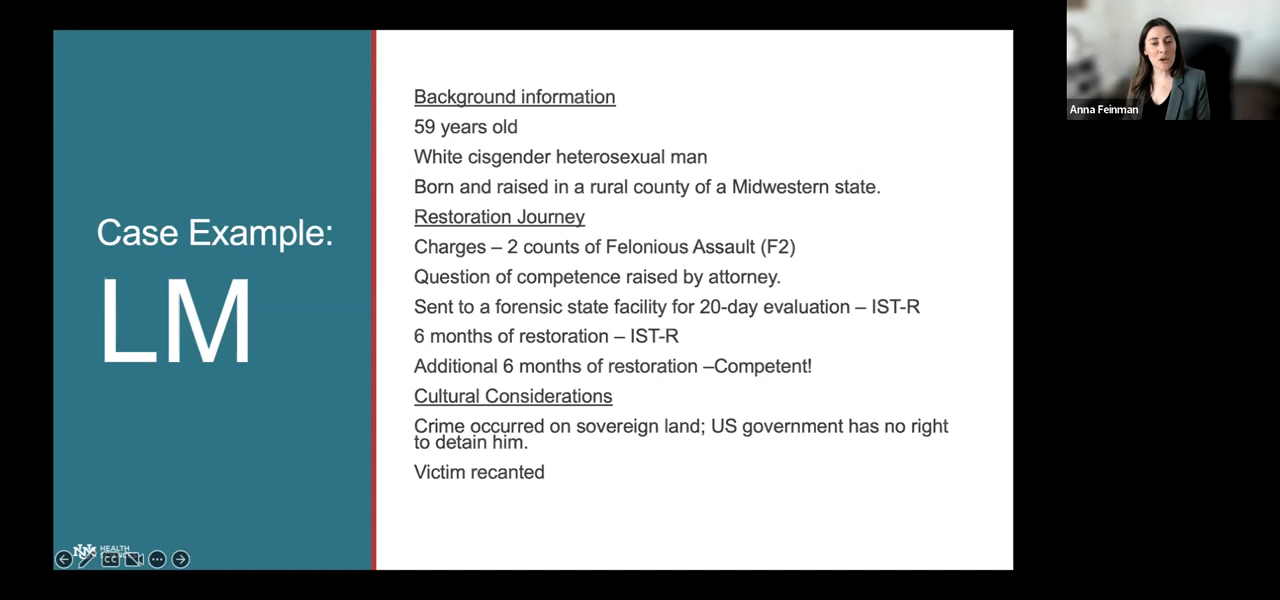 Anna Feinman
Case Example:
LM
Background information
59 years old
White cisgender heterosexual man
Born and raised in a rural county of a Midwestern state.
Restoration Journey
Charges – 2 counts of Felonious Assault (F2)
Question of competence raised by attorney.
Sent to a forensic state facility for 20-day evaluation – IST-R
6 months of restoration – IST-R
Additional 6 months of restoration –Competent!
Cultural Considerations
Crime occurred on sovereign land; US government has no right
to detain him.
Victim recanted
HEALTH
CC